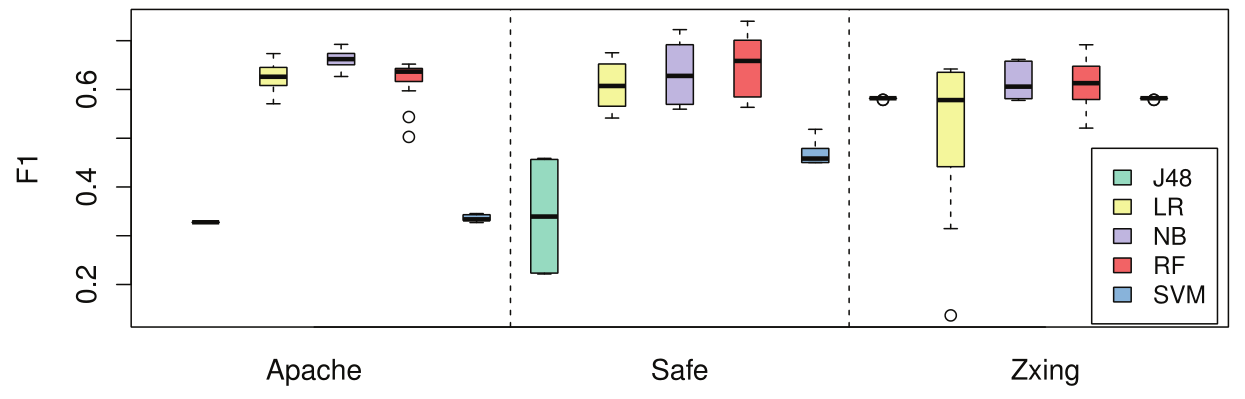 F1
0.6
0.4
0.2
J48
LR
NB
RF
SVM
Apache
Safe
Zxing